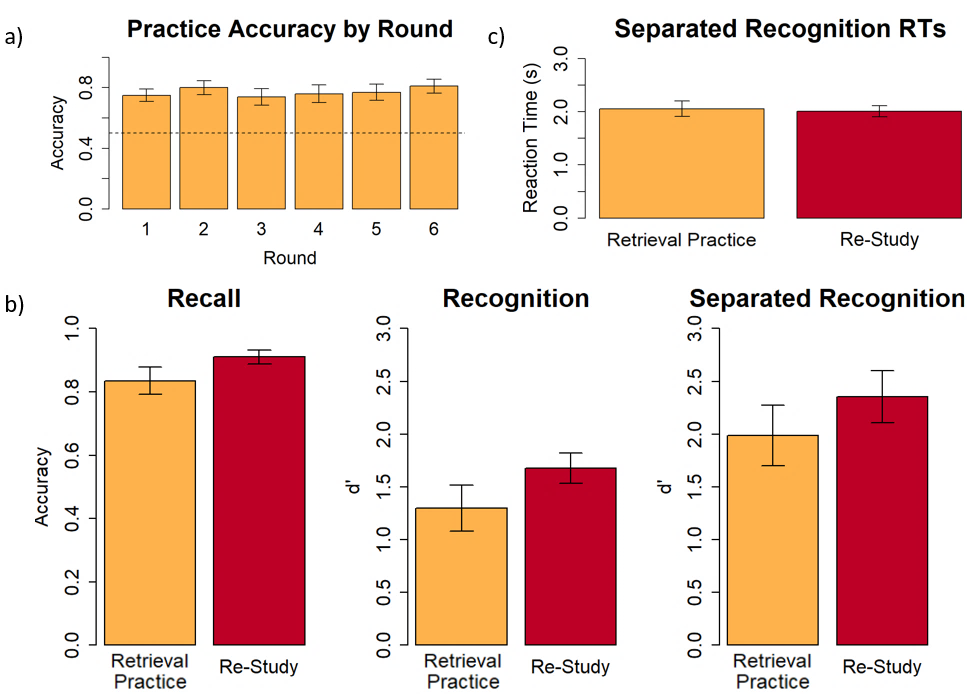 a)
Practice Accuracy by Round
Accuracy
0.0
0.4
0.8
1
2
3
4
5
6
Round
c)
Separated Recognition RTs
Reaction Time (s)
0.0
1.0
2.0
3.0
Retrieval Practice
Re-Study
b)
Recall
Accuracy
0.0
0.2
0.4
0.6
0.8
1.0
Retrieval
Practice
Re-Study
Recognition
d'
0.0
0.5
1.0
1.5
2.0
2.5
3.0
Retrieval
Practice
Re-Study
Separated Recognition
d'
0.0
0.5
1.0
1.5
2.0
2.5
3.0
Retrieval
Practice
Re-Study